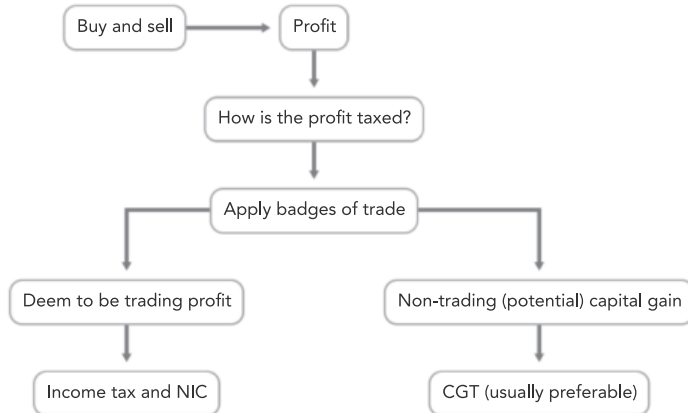 Buy and sell
Profit
How is the profit taxed?
Apply badges of trade
Deem to be trading profit
Non-trading (potential) capital gain
Income tax and NIC
CGT (usually preferable)